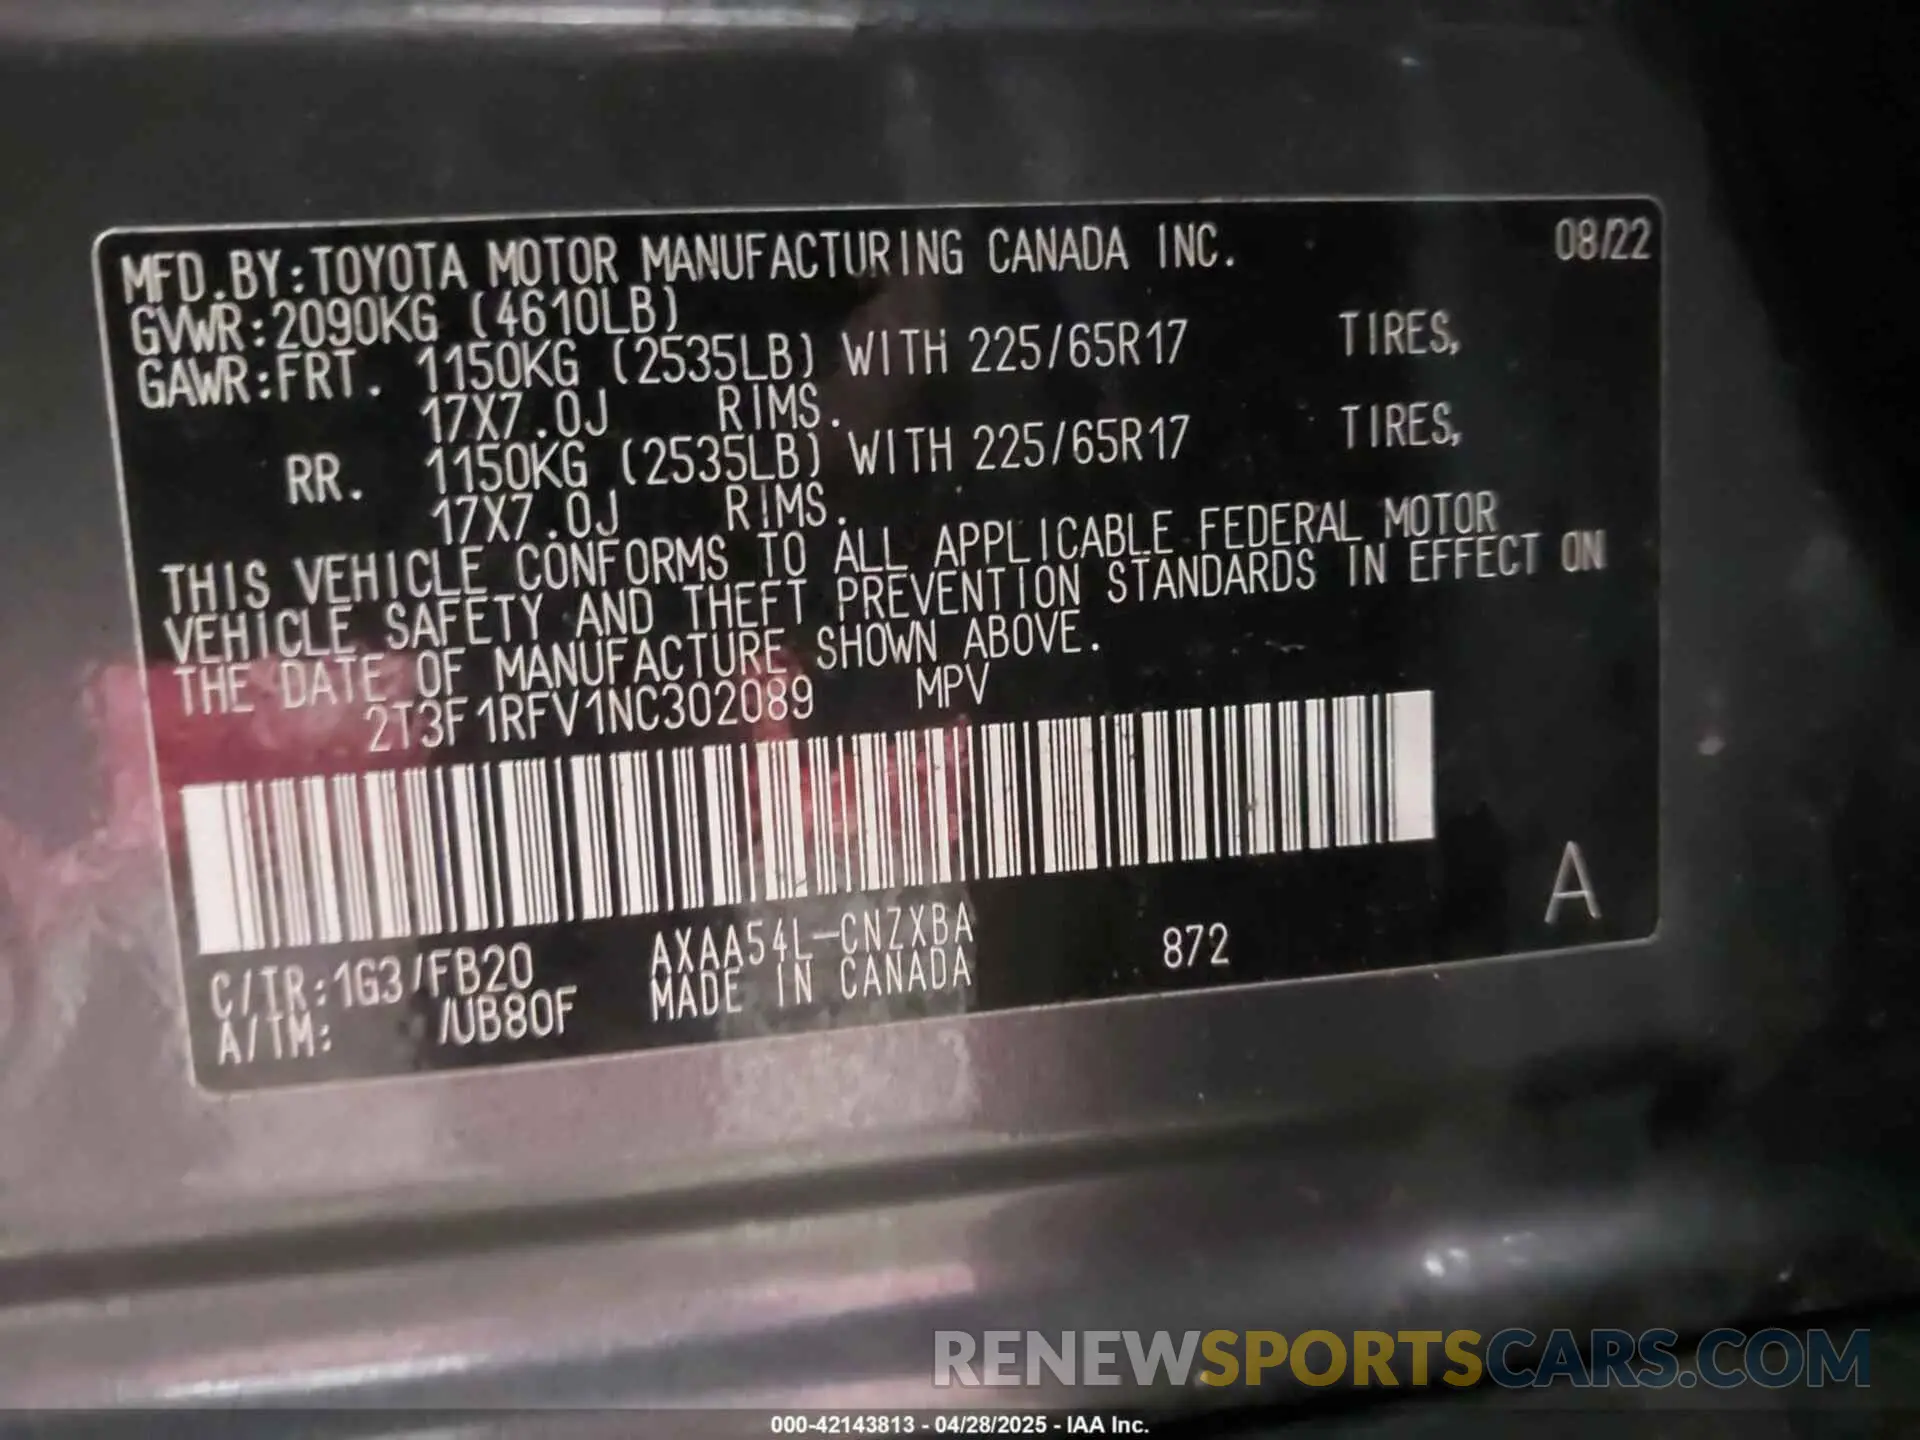 MFD.BY:TOYOTA MOTOR MANUFACTURING CANADA INC. 08/22
GVWR:2090KG (4610LB)
GAWR:FRT. 1150KG (2535LB) WITH 225/65R17 TIRES,
17X7.0J RIMS.
RR. 1150KG (2535LB) WITH 225/65R17 TIRES,
17X7.0J RIMS.
THIS VEHICLE CONFORMS TO ALL APPLICABLE FEDERAL MOTOR
VEHICLE SAFETY AND THEFT PREVENTION STANDARDS IN EFFECT ON
THE DATE OF MANUFACTURE SHOWN ABOVE.
2T3F1RFV1NC302089 MPV
A
C/TR:1G3/FB20 AXAA54L-CNZXBA 872
A/TM: /UB80F MADE IN CANADA
RENEWSPORTSCARS.COM
000-42143813 - 04/28/2025 - IAA Inc.